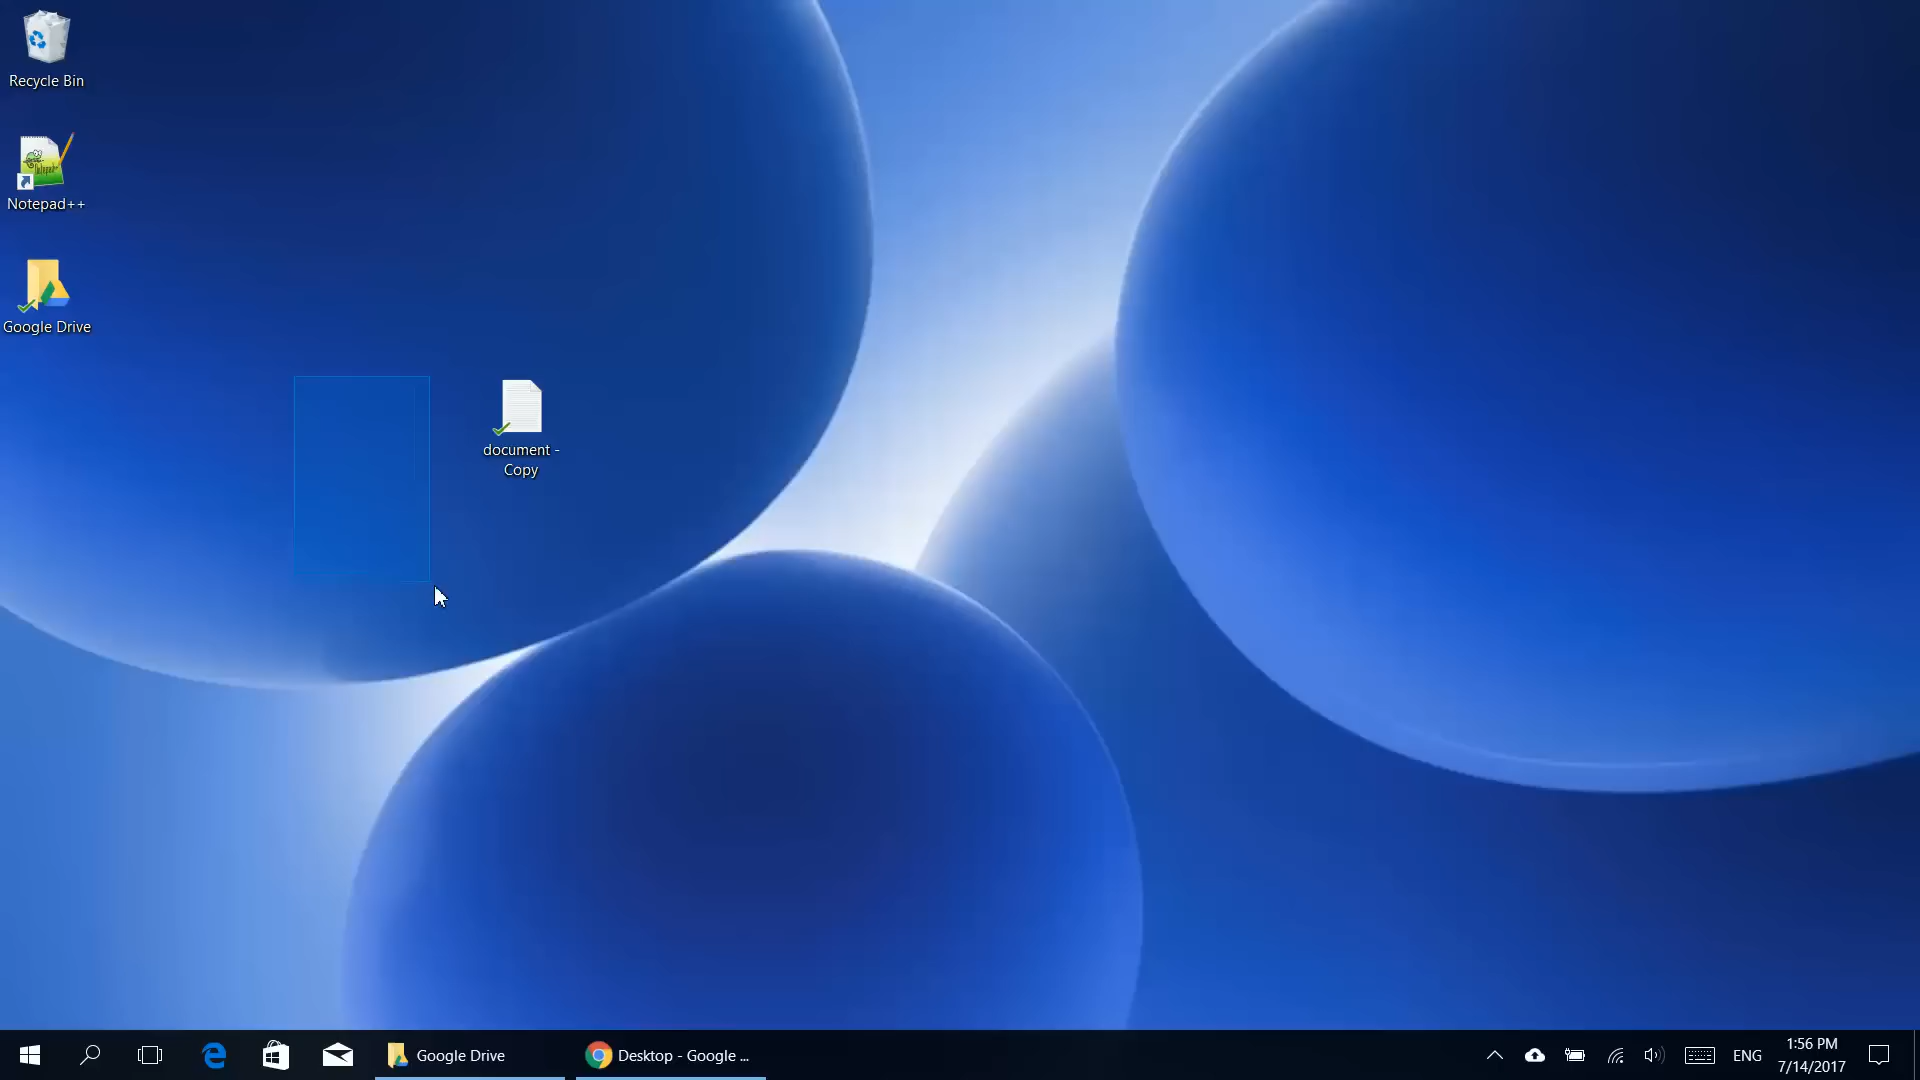 Recycle Bin
Notepad++
Google Drive
document -
Copy
Google Drive
Desktop - Google ...
ENG
1:56 PM
7/14/2017